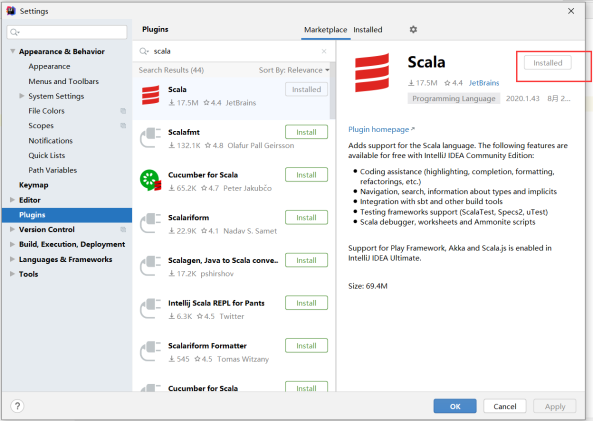 Settings
Plugins
Marketplace
Installed
Appearance & Behavior
Appearance
Menus and Toolbars
System Settings
File Colors
Scopes
Notifications
Quick Lists
Path Variables
Keymap
Editor
Plugins
Version Control
Build, Execution, Deployment
Languages & Frameworks
Tools
scala
Search Results (44)
Sort By: Relevance
Scala
17.5M 4.4 JetBrains
Installed
Scalafmt
132.1K 4.8 Olafur Pall Geirsson
Install
Cucumber for Scala
65.2K 4.7 Peter Jakubčo
Install
Scalariform
22.9K 4.1 Nadav S. Samet
Install
Scalagen, Java to Scala conve..
17.2K pshirshov
Install
Intellij Scala REPL for Pants
6.3K 4.5 Twitter
Install
Scalariform Formatter
545 4.5 Tomas Witzany
Install
Cucumber for Scala
Install
Scala
Installed
17.5M 4.4 JetBrains
Programming Language 2020.1.43 8月 2...
Plugin homepage
Adds support for the Scala language. The following features are
available for free with IntelliJ IDEA Community Edition:
Coding assistance (highlighting, completion, formatting,
refactorings, etc.)
Navigation, search, information about types and implicits
Integration with sbt and other build tools
Testing frameworks support (ScalaTest, Specs2, uTest)
Scala debugger, worksheets and Ammonite scripts
Support for Play Framework, Akka and Scala.js is enabled in
IntelliJ IDEA Ultimate.
Size: 69.4M
?
OK
Cancel
Apply